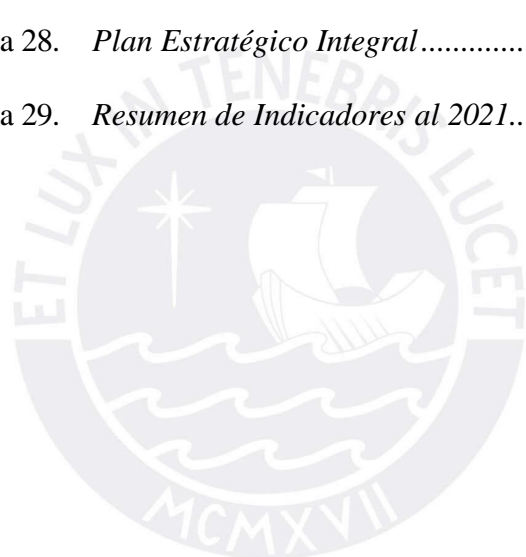 a 28. Plan Estratégico Integral.............
a 29. Resumen de Indicadores al 2021..
ET LUX IN TENEBRIS LUCET
MCMXVII